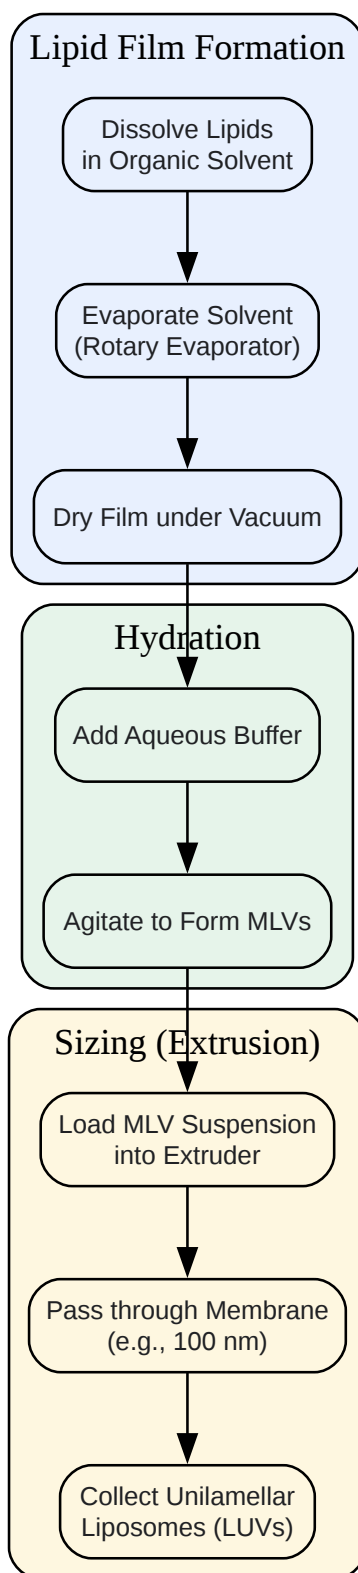 Lipid Film Formation
Dissolve Lipids
in Organic Solvent
Evaporate Solvent
(Rotary Evaporator)
Dry Film under Vacuum
Hydration
Add Aqueous Buffer
Agitate to Form MLVs
Sizing (Extrusion)
Load MLV Suspension
into Extruder
Pass through Membrane
(e.g., 100 nm)
Collect Unilamellar
Liposomes (LUVs)